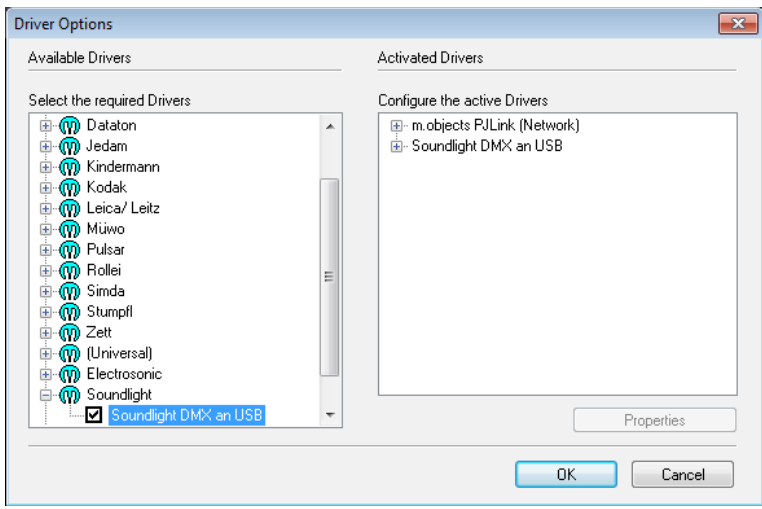 Driver Options
Available Drivers
Activated Drivers
Select the required Drivers
Configure the active Drivers
Dataton
Jedam
Kindermann
Kodak
Leica/ Leitz
Müwo
Pulsar
Rollei
Simda
Stumpfl
Zett
(Universal)
Electrosonic
Soundlight
Soundlight DMX an USB
m.objects PJLink (Network)
Soundlight DMX an USB
Properties
OK
Cancel